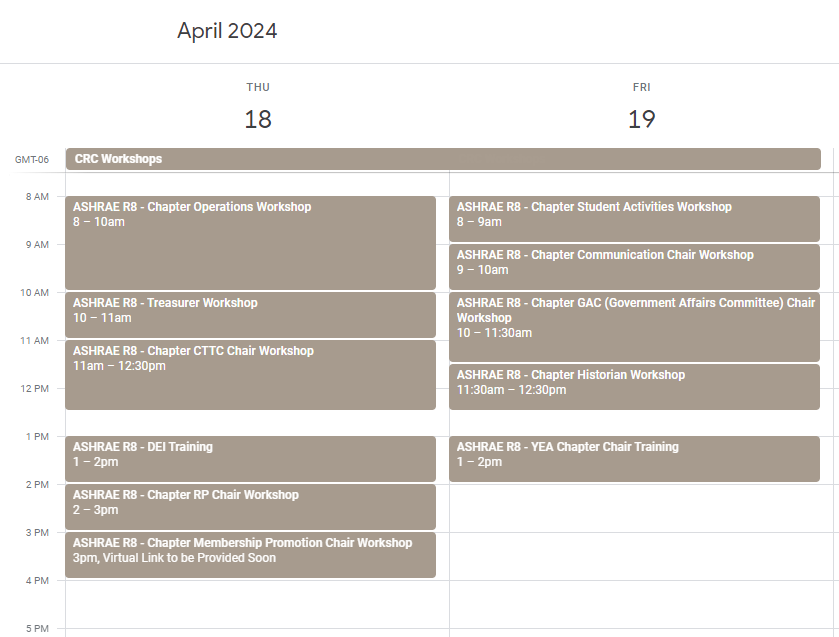 April 2024
THU
FRI
18
19
GMT-06
CRC Workshops
8 AM
9 AM
10 AM
11 AM
12 PM
1 PM
2 PM
3 PM
4 PM
5 PM
ASHRAE R8 - Chapter Operations Workshop
8 – 10am
ASHRAE R8 - Treasurer Workshop
10 – 11am
ASHRAE R8 - Chapter CTTC Chair Workshop
11am – 12:30pm
ASHRAE R8 - DEI Training
1 – 2pm
ASHRAE R8 - Chapter RP Chair Workshop
2 – 3pm
ASHRAE R8 - Chapter Membership Promotion Chair Workshop
3pm, Virtual Link to be Provided Soon
ASHRAE R8 - Chapter Student Activities Workshop
8 – 9am
ASHRAE R8 - Chapter Communication Chair Workshop
9 – 10am
ASHRAE R8 - Chapter GAC (Government Affairs Committee) Chair
Workshop
10 – 11:30am
ASHRAE R8 - Chapter Historian Workshop
11:30am – 12:30pm
ASHRAE R8 - YEA Chapter Chair Training
1 – 2pm